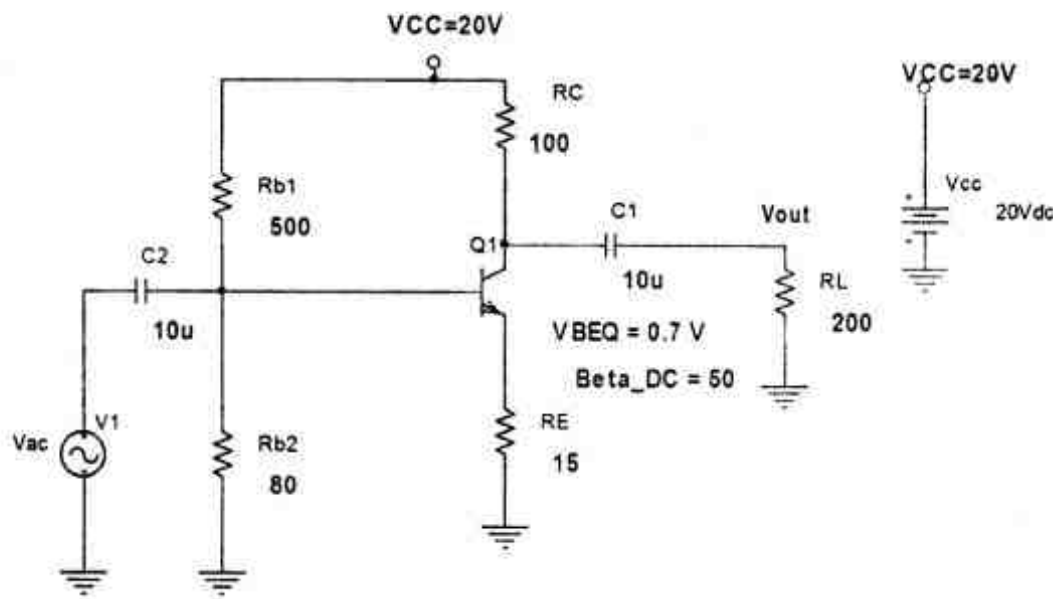 VCC=20V
RC
100
VCC=20V
Rb1
500
Vcc
20Vdc
C1
Vout
Q1
C2
10u
RL
200
10u
VBEQ = 0.7 V
Beta_DC = 50
V1
Vac
Rb2
80
RE
15